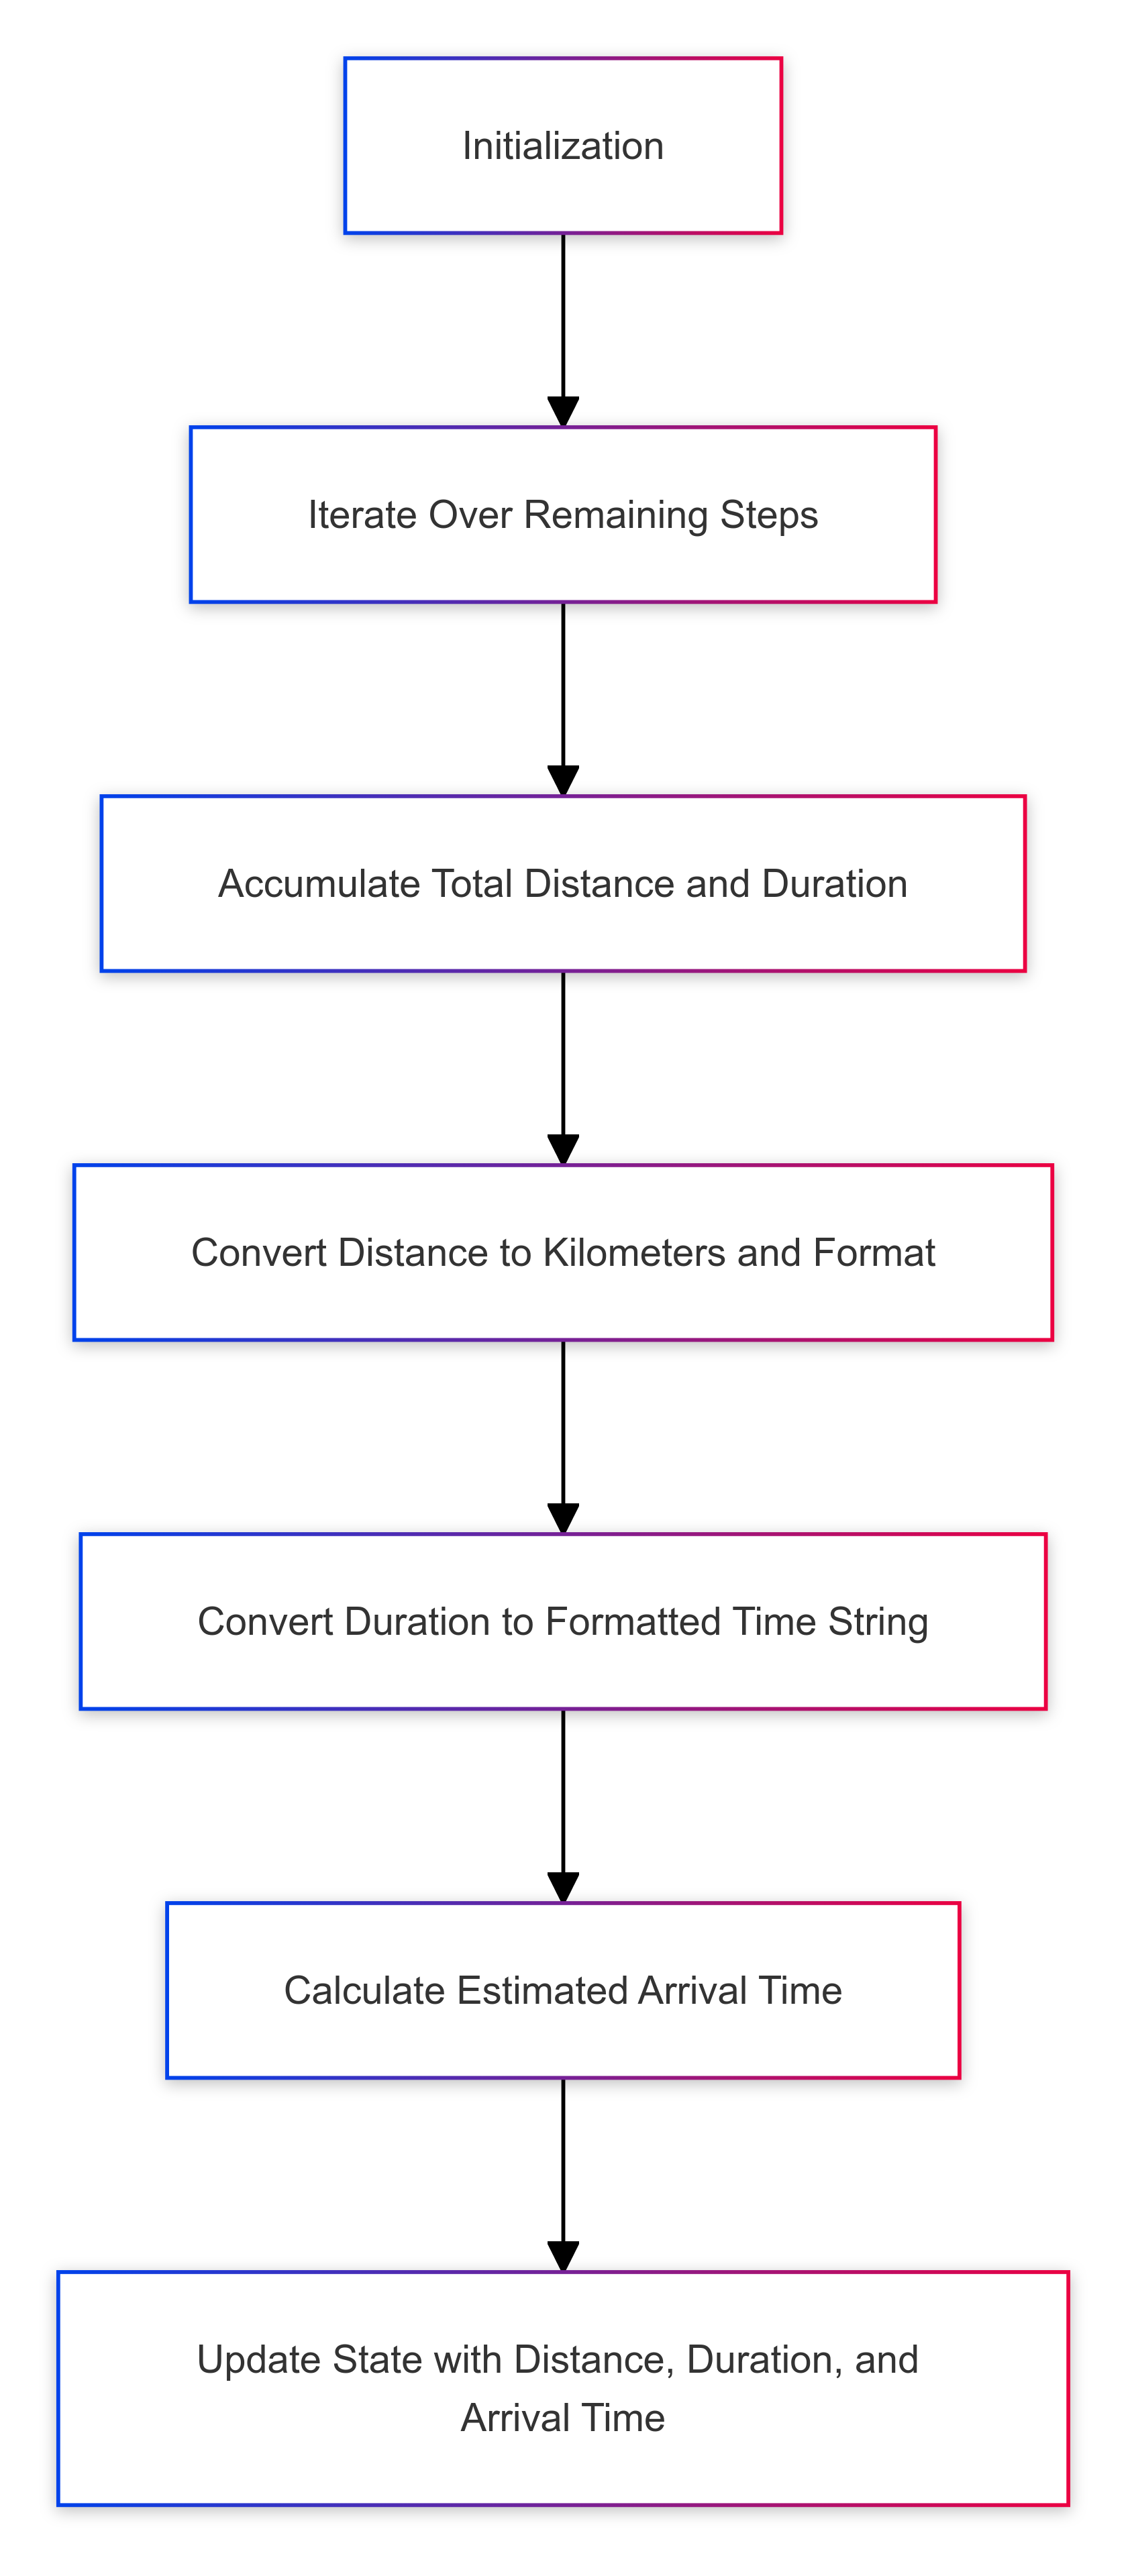 Initialization
Iterate Over Remaining Steps
Accumulate Total Distance and Duration
Convert Distance to Kilometers and Format
Convert Duration to Formatted Time String
Calculate Estimated Arrival Time
Update State with Distance, Duration, and
Arrival Time